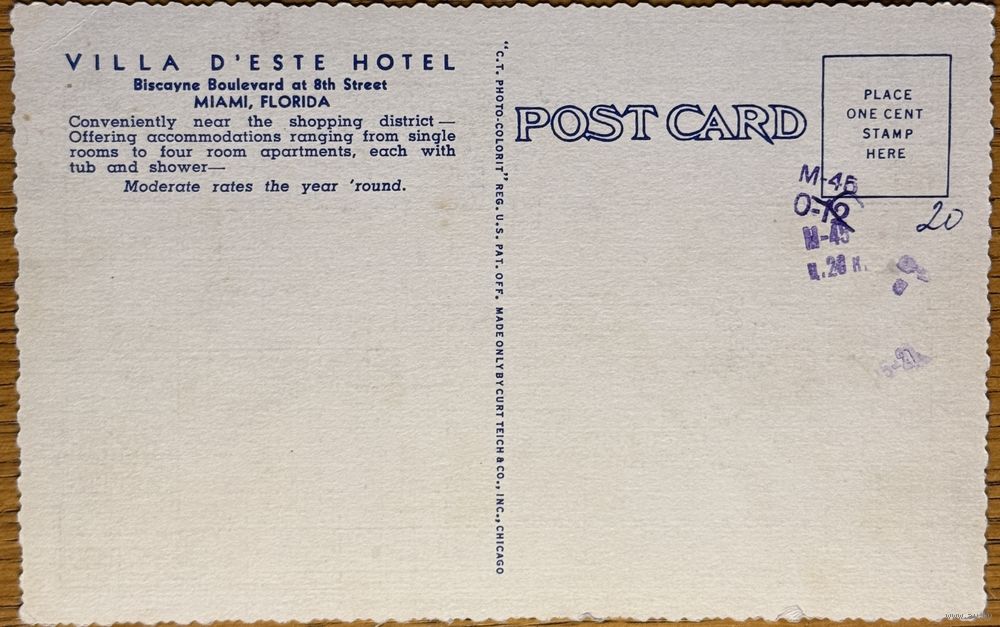 VILLA D'ESTE HOTEL
Biscayne Boulevard at 8th Street
MIAMI, FLORIDA
Conveniently near the shopping district—
Offering accommodations ranging from single
rooms to four room apartments, each with
tub and shower—
Moderate rates the year 'round.
"C.T. PHOTO-COLORIT" REG. U.S. PAT. OFF. MADE ONLY BY CURT TEICH & CO., INC., CHICAGO
POST CARD
PLACE
ONE CENT
STAMP
HERE
M-45
O-12
M-45
20